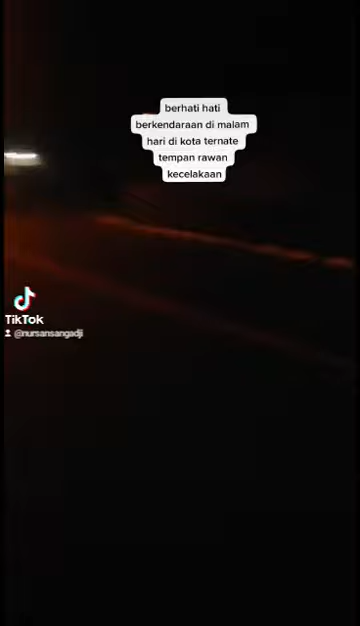 berhati hati
berkendaraan di malam
hari di kota ternate
tempan rawan
kecelakaan
TikTok
@nursansangadji